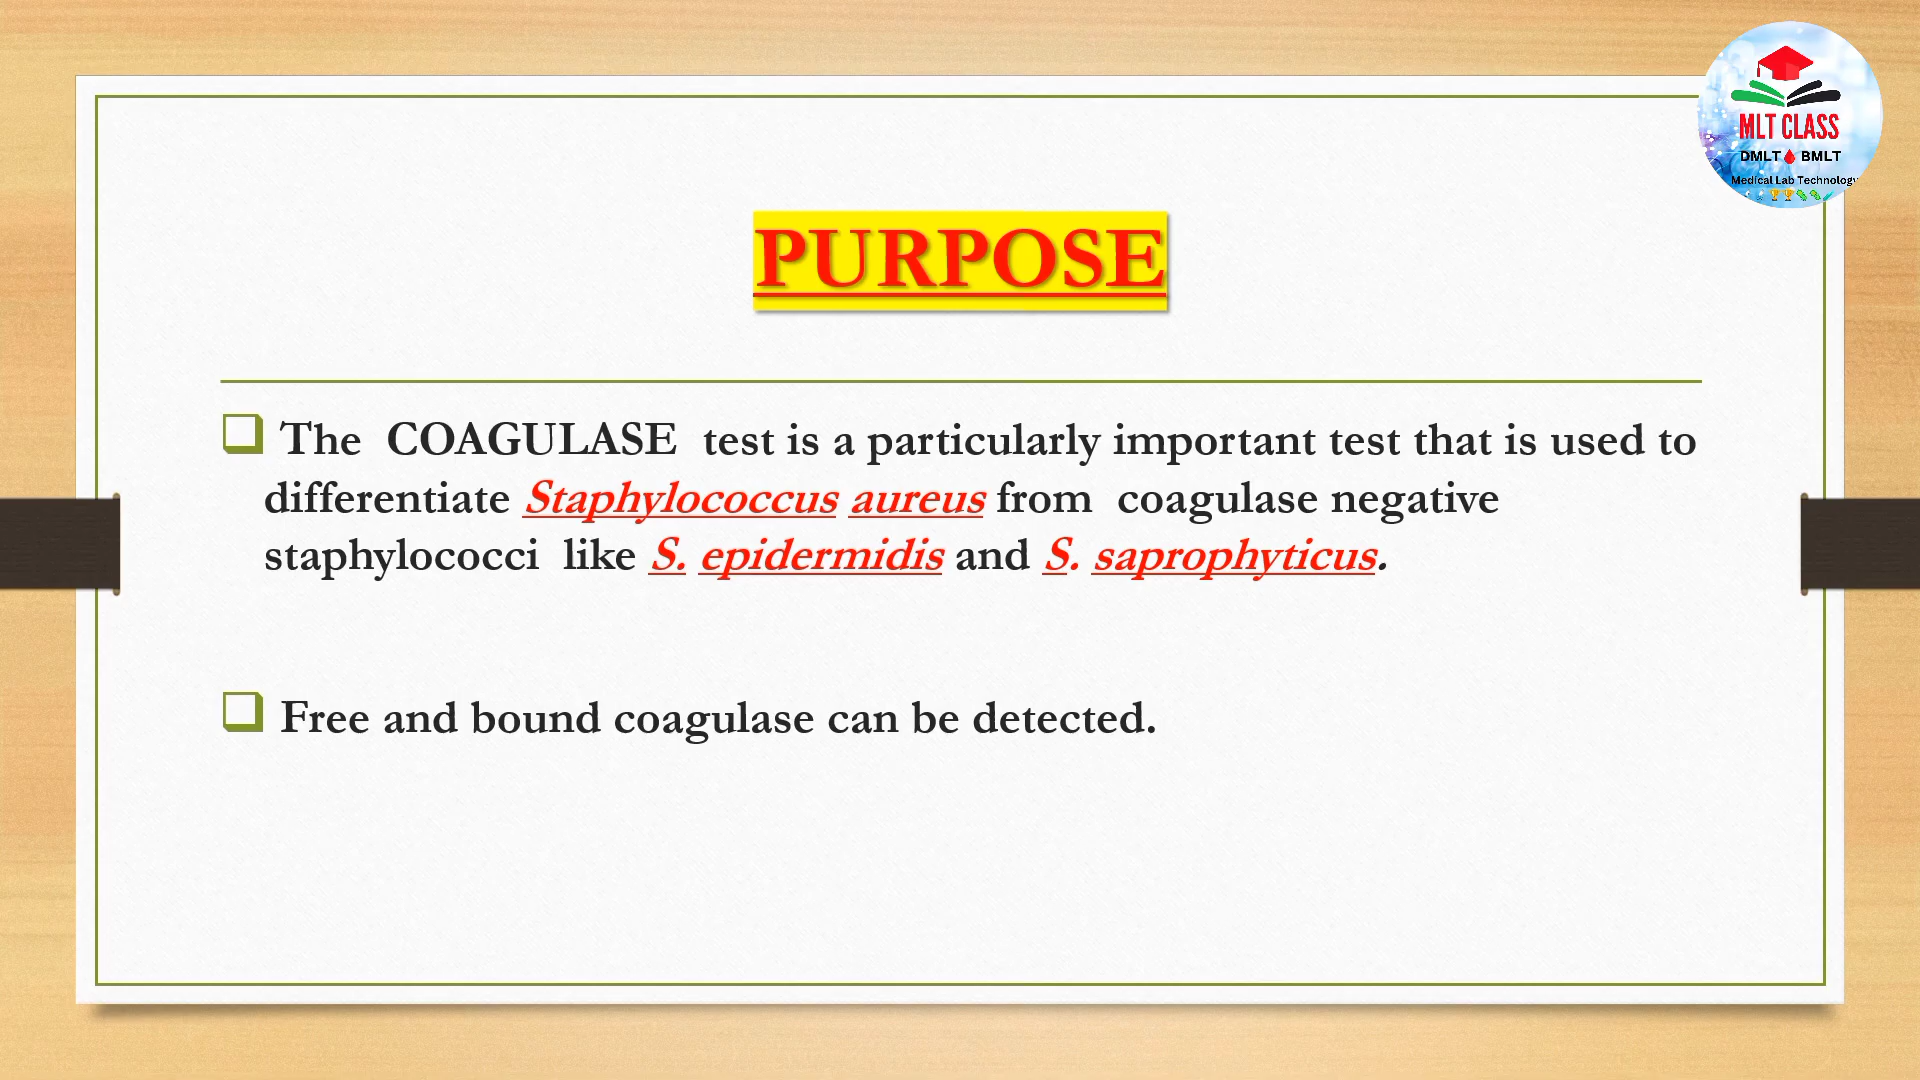 MLT CLASS
DMLT BMLT
Medical Lab Technology
PURPOSE
The COAGULASE test is a particularly important test that is used to
differentiate Staphylococcus aureus from coagulase negative
staphylococci like S. epidermidis and S. saprophyticus.
Free and bound coagulase can be detected.